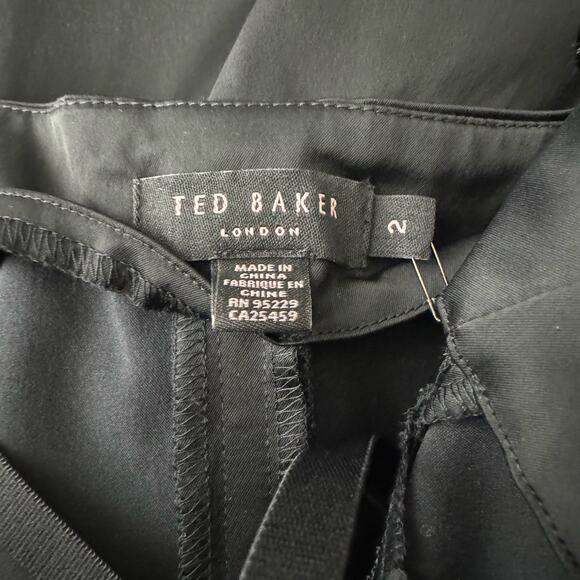 TED BAKER
LONDON
2
MADE IN
CHINA
FABRIQUE EN
CHINE
RN 95229
CA25459